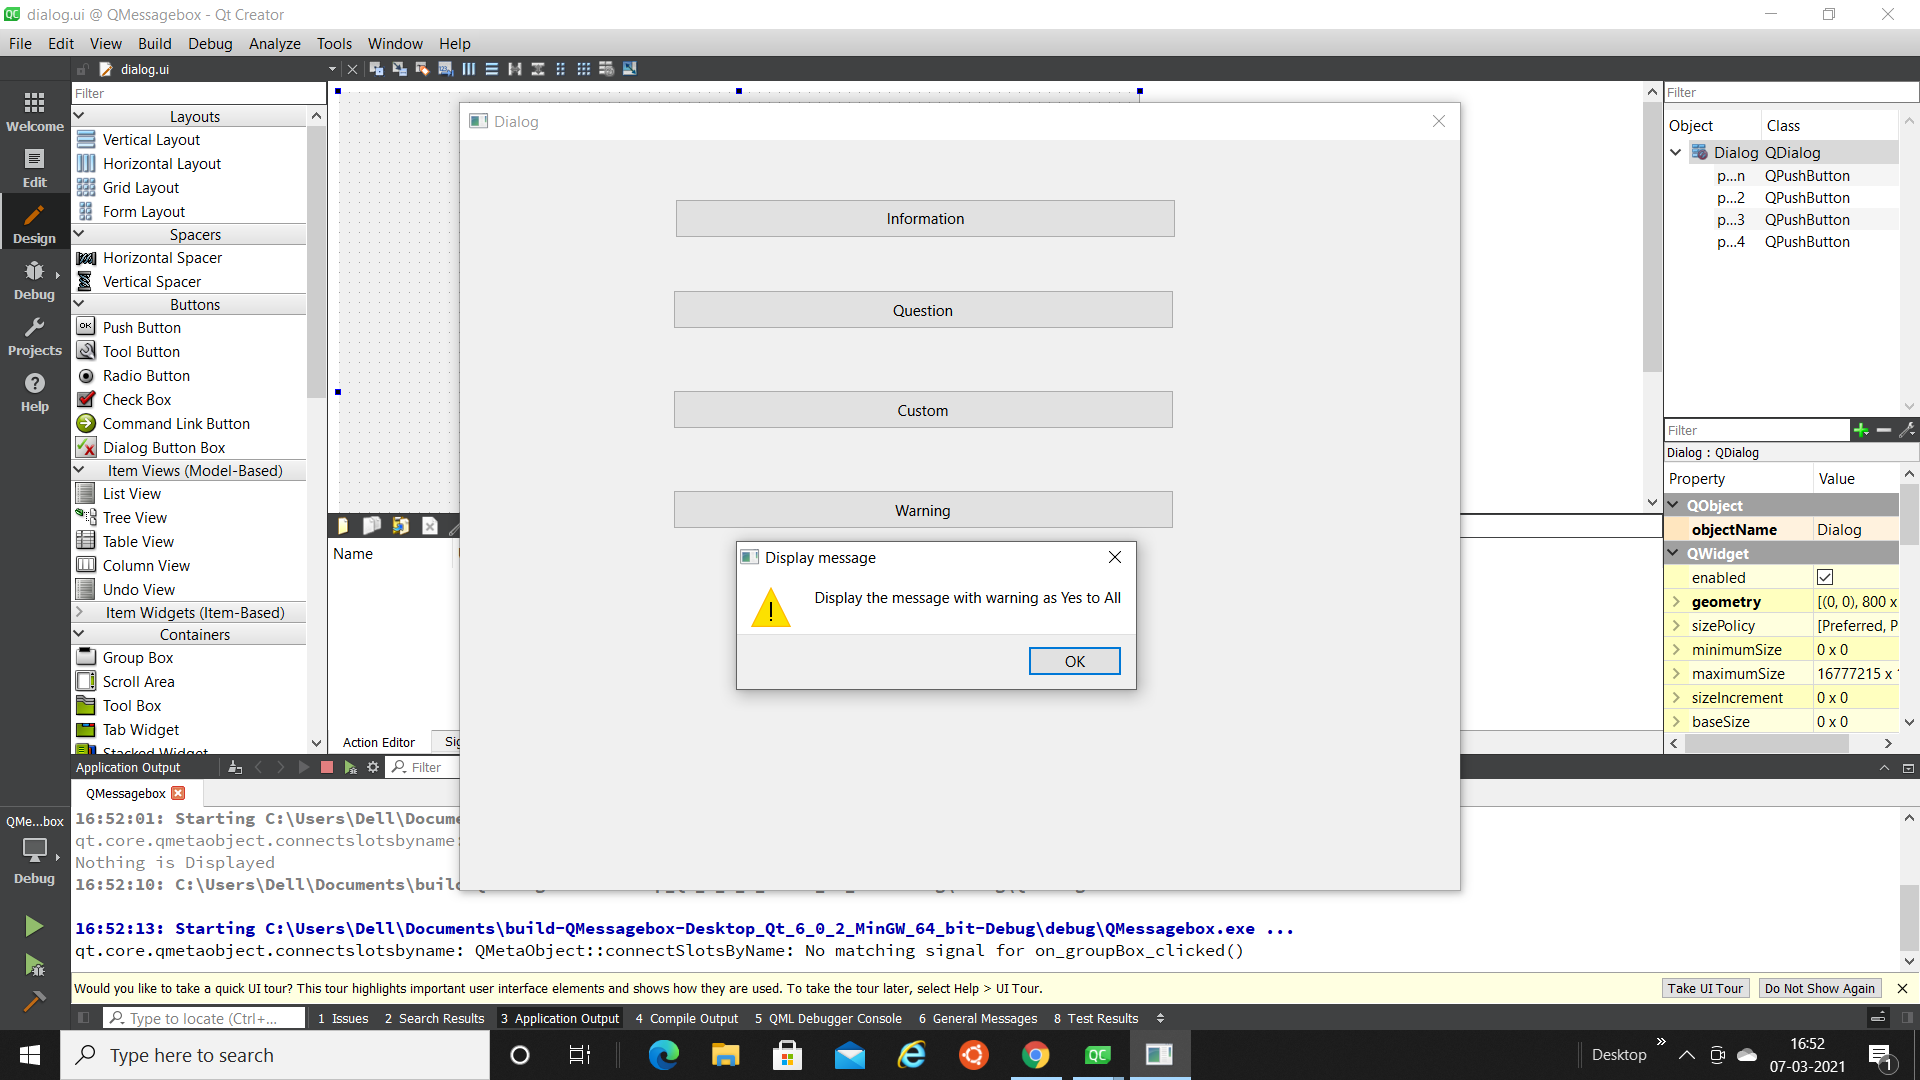 dialog.ui @ QMessagebox - Qt Creator
File Edit View Build Debug Analyze Tools Window Help
dialog.ui
Filter
Welcome
Edit
Design
Debug
Projects
Help
Layouts
Vertical Layout
Horizontal Layout
Grid Layout
Form Layout
Spacers
Horizontal Spacer
Vertical Spacer
Buttons
Push Button
Tool Button
Radio Button
Check Box
Command Link Button
Dialog Button Box
Item Views (Model-Based)
List View
Tree View
Table View
Column View
Undo View
Item Widgets (Item-Based)
Containers
Group Box
Scroll Area
Tool Box
Tab Widget
Stacked Widget
Name
Action Editor
Sig
Dialog
Information
Question
Custom
Warning
Display message
Display the message with warning as Yes to All
OK
Filter
Object Class
Dialog QDialog
p...n QPushButton
p...2 QPushButton
p...3 QPushButton
p...4 QPushButton
Filter
Dialog : QDialog
Property Value
QObject
objectName Dialog
QWidget
enabled
geometry [(0, 0), 800 x
sizePolicy [Preferred, P
minimumSize 0 x 0
maximumSize 16777215 x
sizeIncrement 0 x 0
baseSize 0 x 0
Application Output
Filter
QMessagebox
QMe...box
Debug
16:52:01: Starting C:\Users\Dell\Docume
qt.core.qmetaobject.connectslotsbyname:
Nothing is Displayed
16:52:10: C:\Users\Dell\Documents\build
16:52:13: Starting C:\Users\Dell\Documents\build-QMessagebox-Desktop_Qt_6_0_2_MinGW_64_bit-Debug\debug\QMessagebox.exe ...
qt.core.qmetaobject.connectslotsbyname: QMetaObject::connectSlotsByName: No matching signal for on_groupBox_clicked()
Would you like to take a quick UI tour? This tour highlights important user interface elements and shows how they are used. To take the tour later, select Help > UI Tour.
Take UI Tour Do Not Show Again
Type to locate (Ctrl+... 1 Issues 2 Search Results 3 Application Output 4 Compile Output 5 QML Debugger Console 6 General Messages 8 Test Results
Type here to search
Desktop
16:52
07-03-2021
1